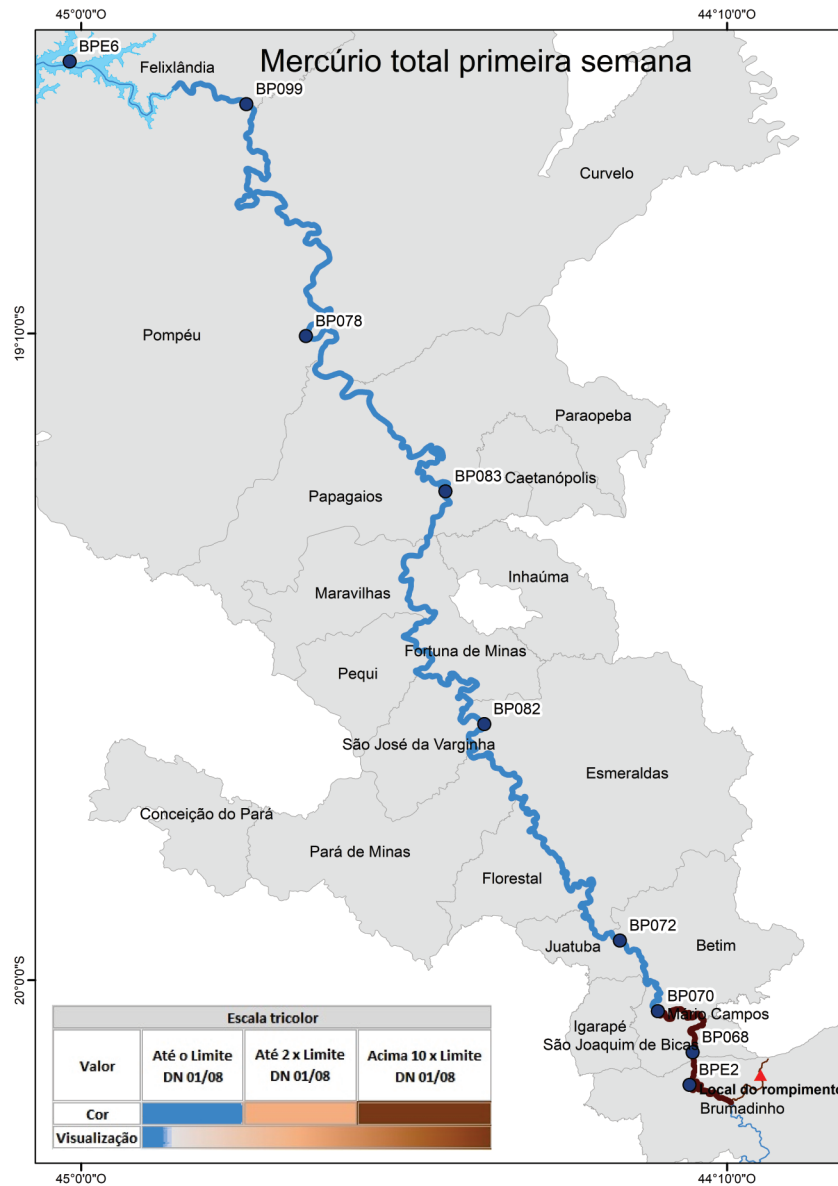 45°0'0"O
44°10'0"O
BPE6
Felixlândia
Mercúrio total primeira semana
BP099
Curvelo
19°10'0"S
BP078
Pompéu
Paraopeba
BP083
Caetanópolis
Papagaios
Inhaúma
Maravilhas
Fortuna de Minas
Pequi
BP082
São José da Varginha
Esmeraldas
Conceição do Pará
Pará de Minas
Florestal
BP072
Juatuba
Betim
20°0'0"S
BP070
Mário Campos
Igarapé
São Joaquim de Bicas
BP068
BPE2
Local do rompimento
Brumadinho
Escala tricolor
Valor
Até o Limite
DN 01/08
Até 2 x Limite
DN 01/08
Acima 10 x Limite
DN 01/08
Cor
Visualização
45°0'0"O
44°10'0"O